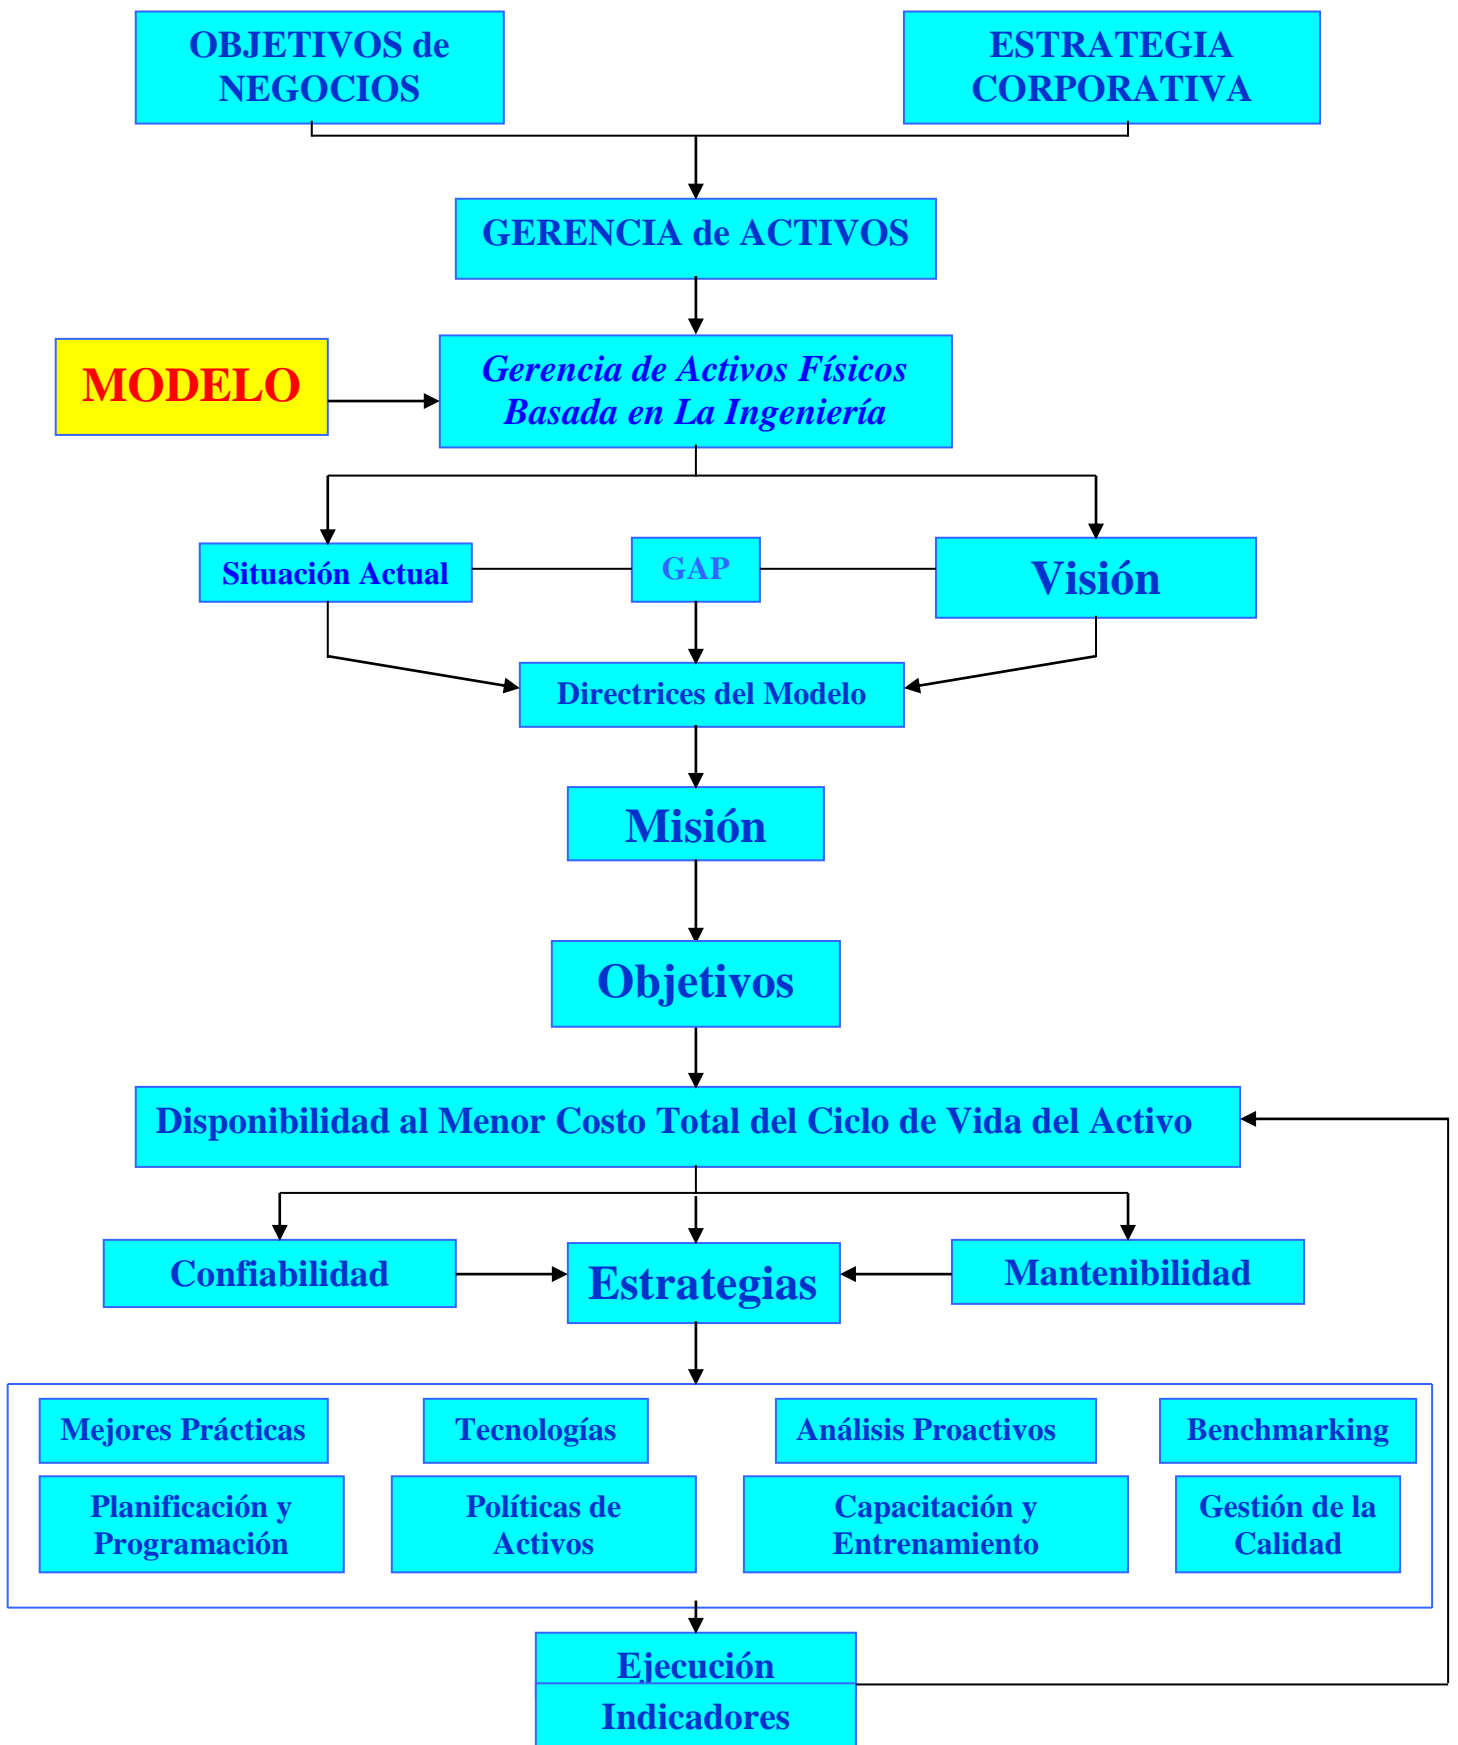 OBJETIVOS de
NEGOCIOS
ESTRATEGIA
CORPORATIVA
GERENCIA de ACTIVOS
MODELO
Gerencia de Activos Físicos
Basada en La Ingeniería
Situación Actual
GAP
Visión
Directrices del Modelo
Misión
Objetivos
Disponibilidad al Menor Costo Total del Ciclo de Vida del Activo
Confiabilidad
Estrategias
Mantenibilidad
Mejores Prácticas
Tecnologías
Análisis Proactivos
Benchmarking
Planificación y
Programación
Políticas de
Activos
Capacitación y
Entrenamiento
Gestión de la
Calidad
Ejecución
Indicadores